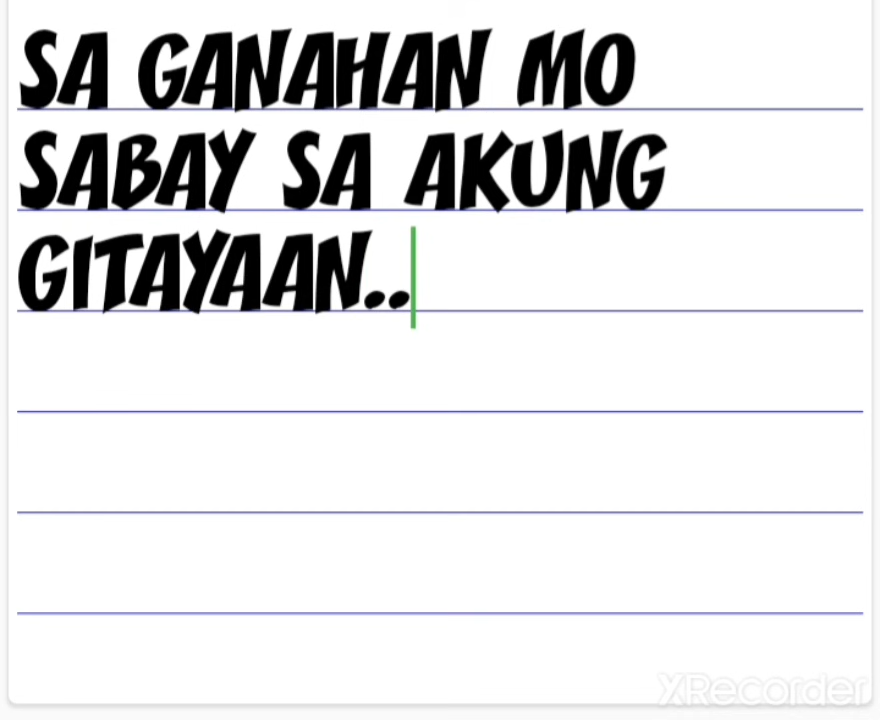 SA GANAHAN MO
SABAY SA AKUNG
GITAYAAN..
XRecorder